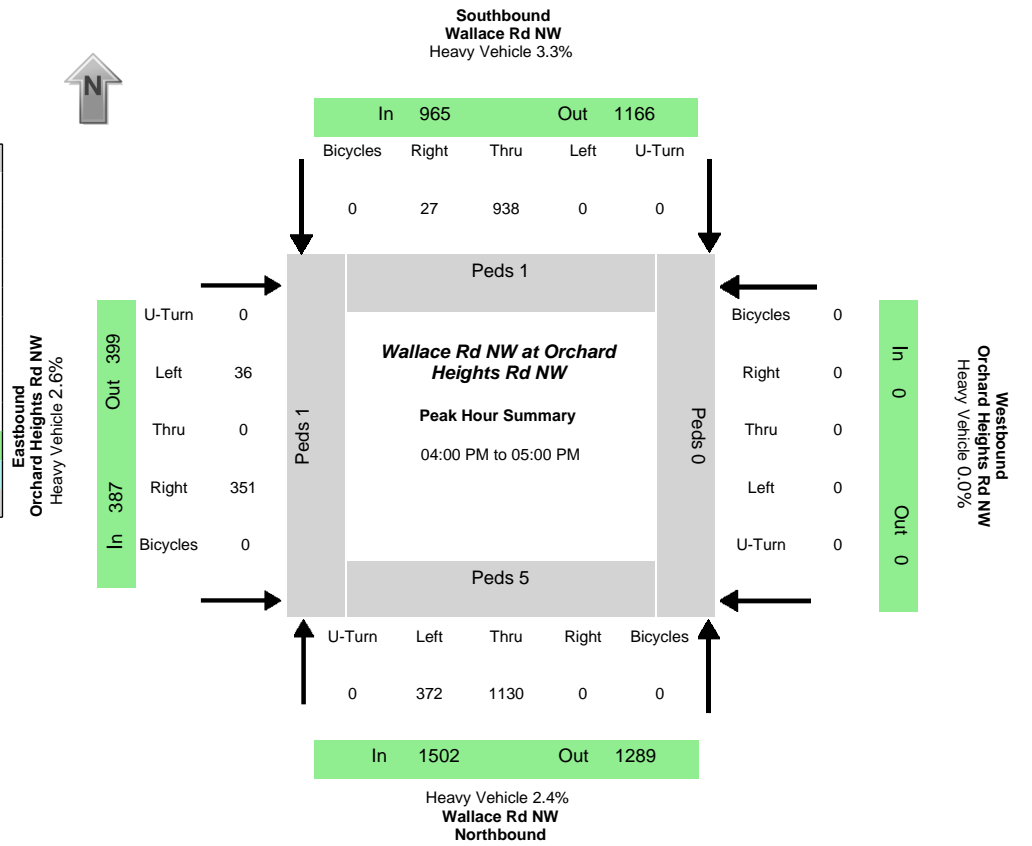 Southbound
Wallace Rd NW
Heavy Vehicle 3.3%
N
In 965 Out 1166
Bicycles Right Thru Left U-Turn
0 27 938 0 0
Peds 1
Eastbound
Orchard Heights Rd NW
Heavy Vehicle 2.6%
In 387 Out 399
U-Turn 0
Left 36
Thru 0
Right 351
Bicycles 0
Peds 1
Wallace Rd NW at Orchard
Heights Rd NW
Peak Hour Summary
04:00 PM to 05:00 PM
Peds 0
Bicycles 0
Right 0
Thru 0
Left 0
U-Turn 0
In 0 Out 0
Westbound
Orchard Heights Rd NW
Heavy Vehicle 0.0%
Peds 5
U-Turn Left Thru Right Bicycles
0 372 1130 0 0
In 1502 Out 1289
Heavy Vehicle 2.4%
Wallace Rd NW
Northbound